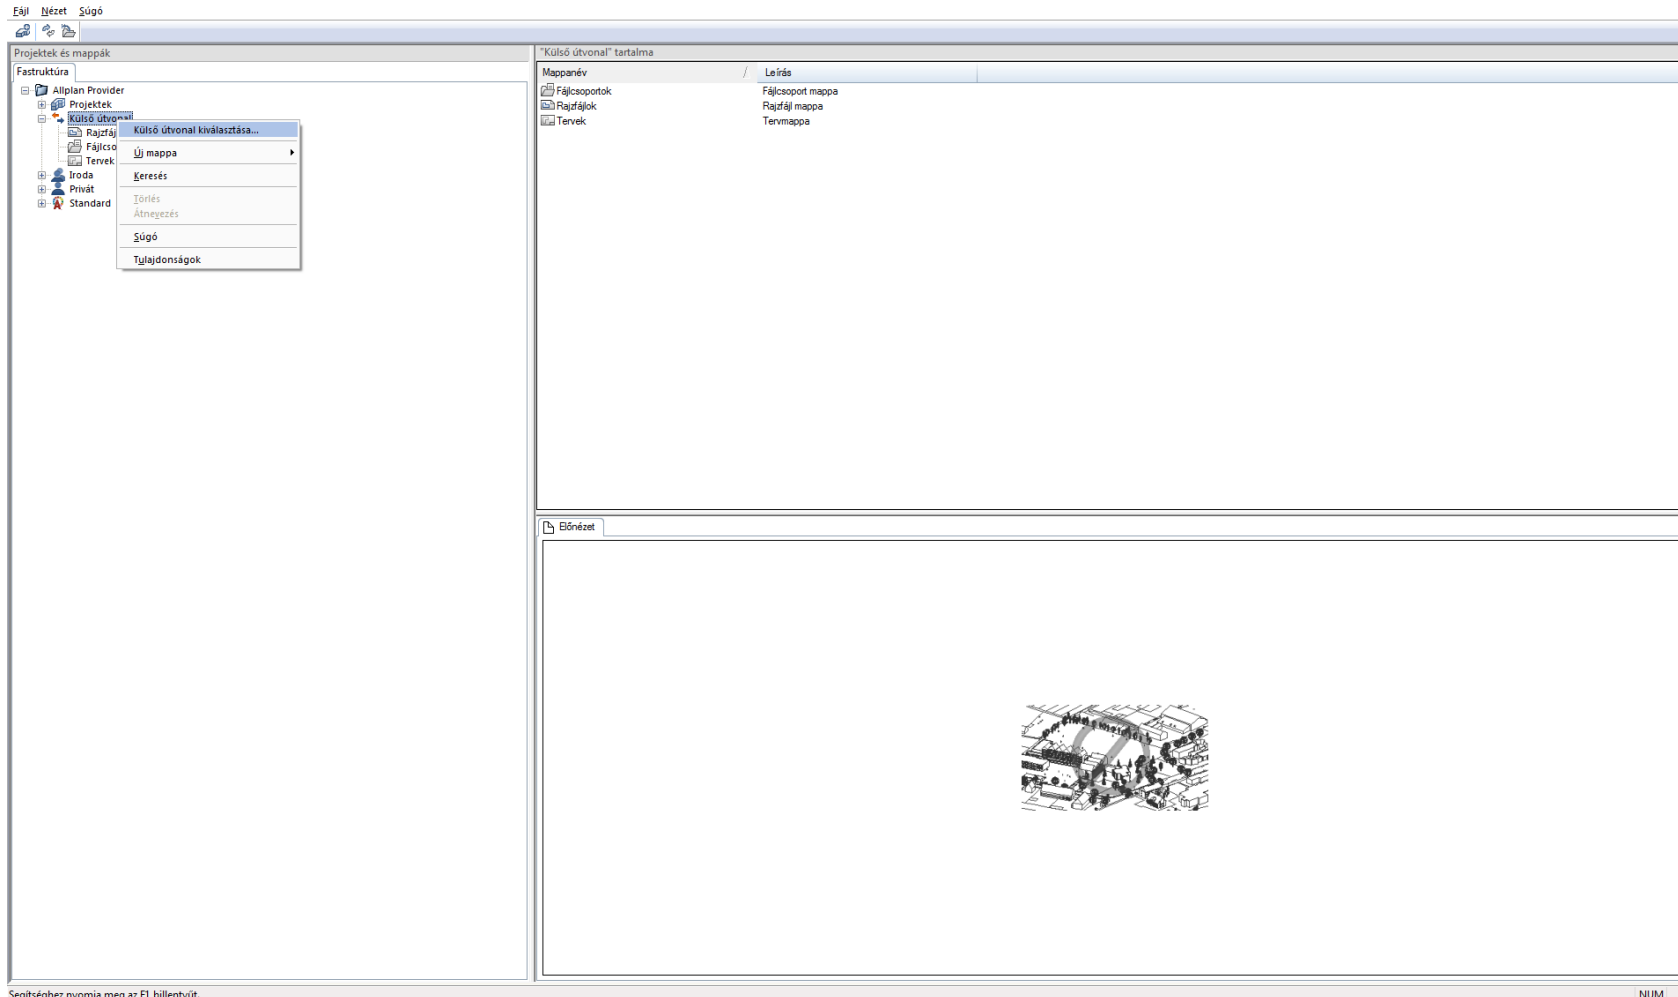 Fájl Nézet Súgó
Projektek és mappák
Fastruktúra
Allplan Provider
Projektek
Külső útvonal
Rajzfáj
Fájlcso
Tervek
Iroda
Privát
Standard
Külső útvonal kiválasztása...
Új mappa
Keresés
Törlés
Átnevezés
Súgó
Tulajdonságok
"Külső útvonal" tartalma
Mappanév / Leírás
Fájlcsoportok Fájlcsoport mappa
Rajzfájlok Rajzfájl mappa
Tervek Tervmappa
Előnézet
Segítséghez nyomja meg az F1 billentyűt.
NUM